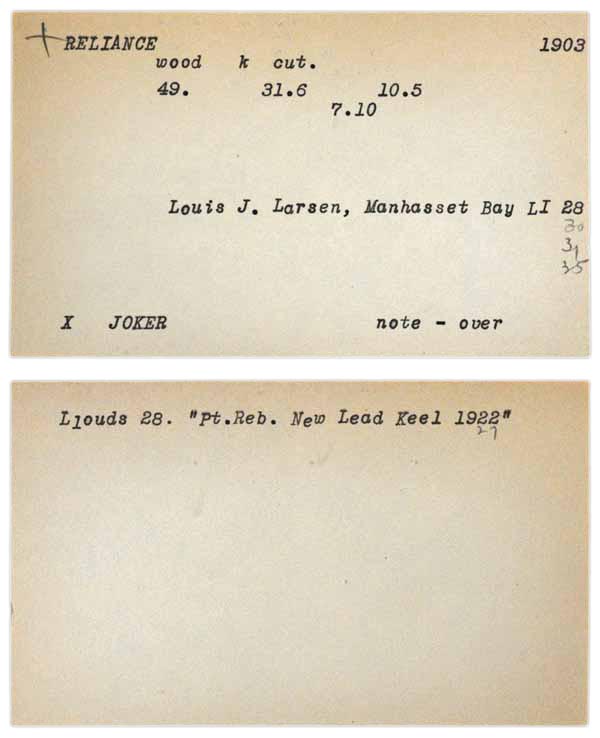 RELIANCE 1903
wood k cut.
49. 31.6 10.5
7.10
Louis J. Larsen, Manhasset Bay LI 28
30
31
35
X JOKER note - over
Llouds 28. "Pt.Reb. New Lead Keel 1922"
27